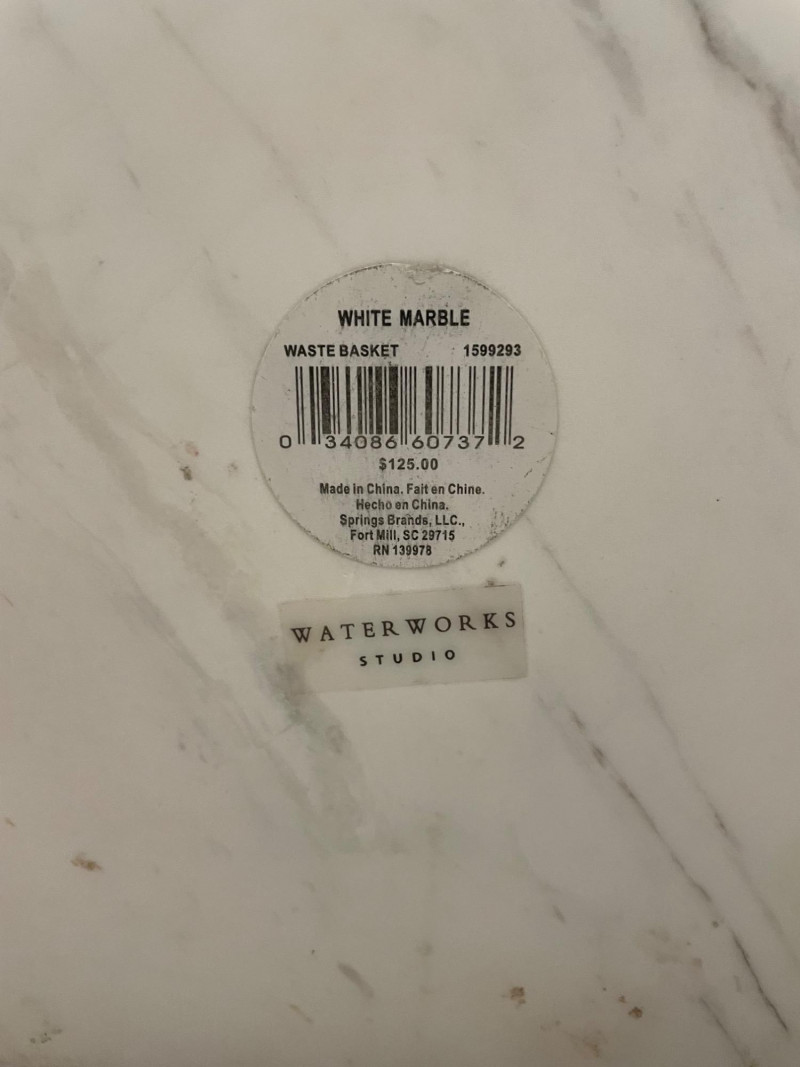 WHITE MARBLE
WASTE BASKET 1599293
0 34086 60737 2
$125.00
Made in China. Fait en Chine.
Hecho en China.
Springs Brands, LLC.,
Fort Mill, SC 29715
RN 139978
WATERWORKS
STUDIO